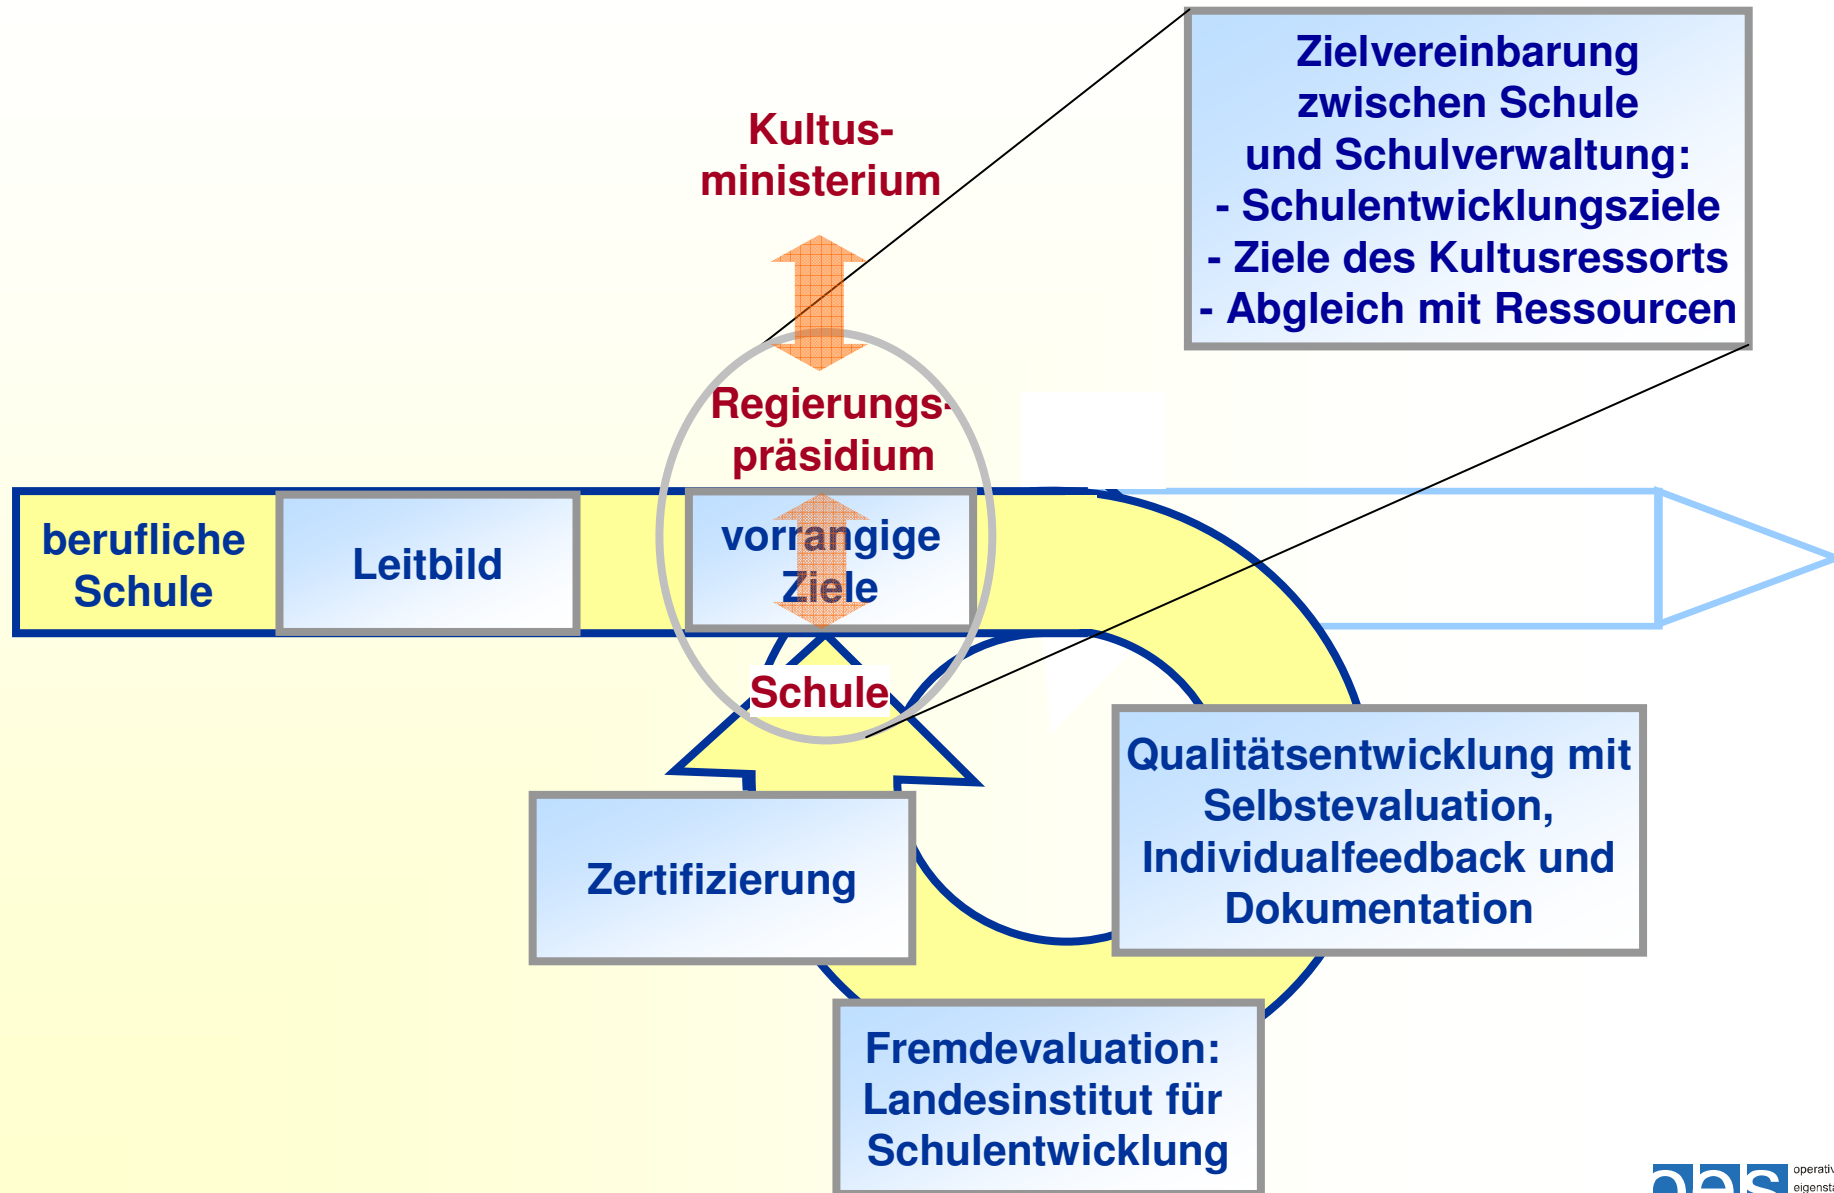 Zielvereinbarung
zwischen Schule
und Schulverwaltung:
- Schulentwicklungsziele
- Ziele des Kultusressorts
- Abgleich mit Ressourcen
Kultus-
ministerium
Regierungs-
präsidium
berufliche
Schule
Leitbild
vorrangige
Ziele
Schule
Qualitätsentwicklung mit
Selbstevaluation,
Individualfeedback und
Dokumentation
Zertifizierung
Fremdevaluation:
Landesinstitut für
Schulentwicklung